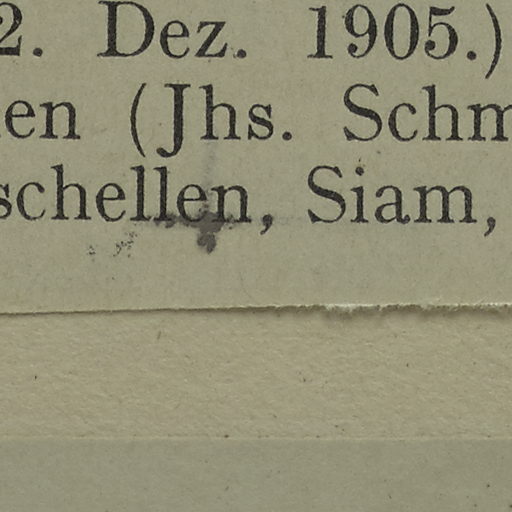 2. Dez. 1905.)
en (Jhs. Schm
schellen, Siam,